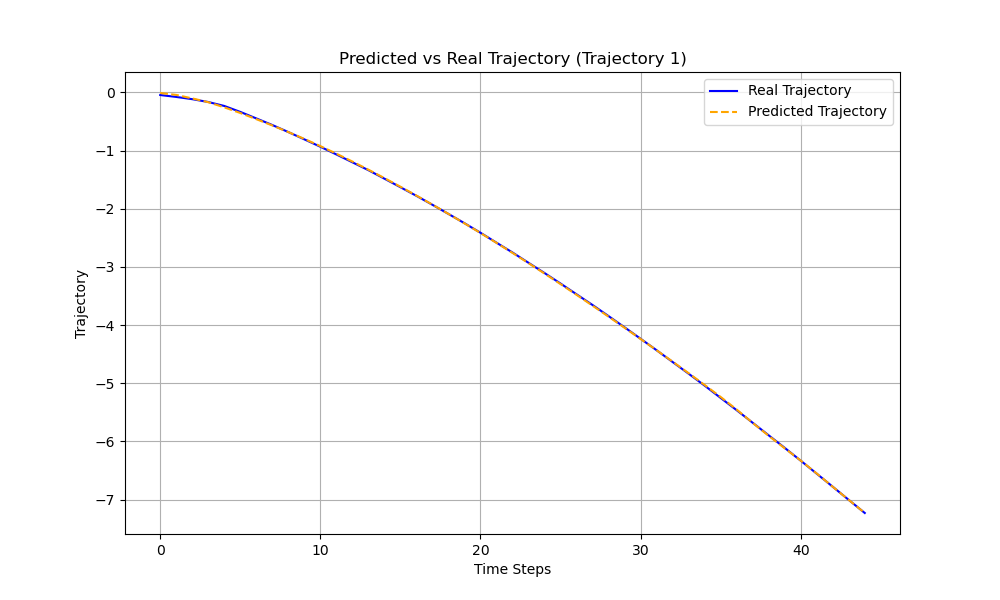 Predicted vs Real Trajectory (Trajectory 1)
Real Trajectory
Predicted Trajectory
Trajectory
0
−1
−2
−3
−4
−5
−6
−7
0 10 20 30 40
Time Steps